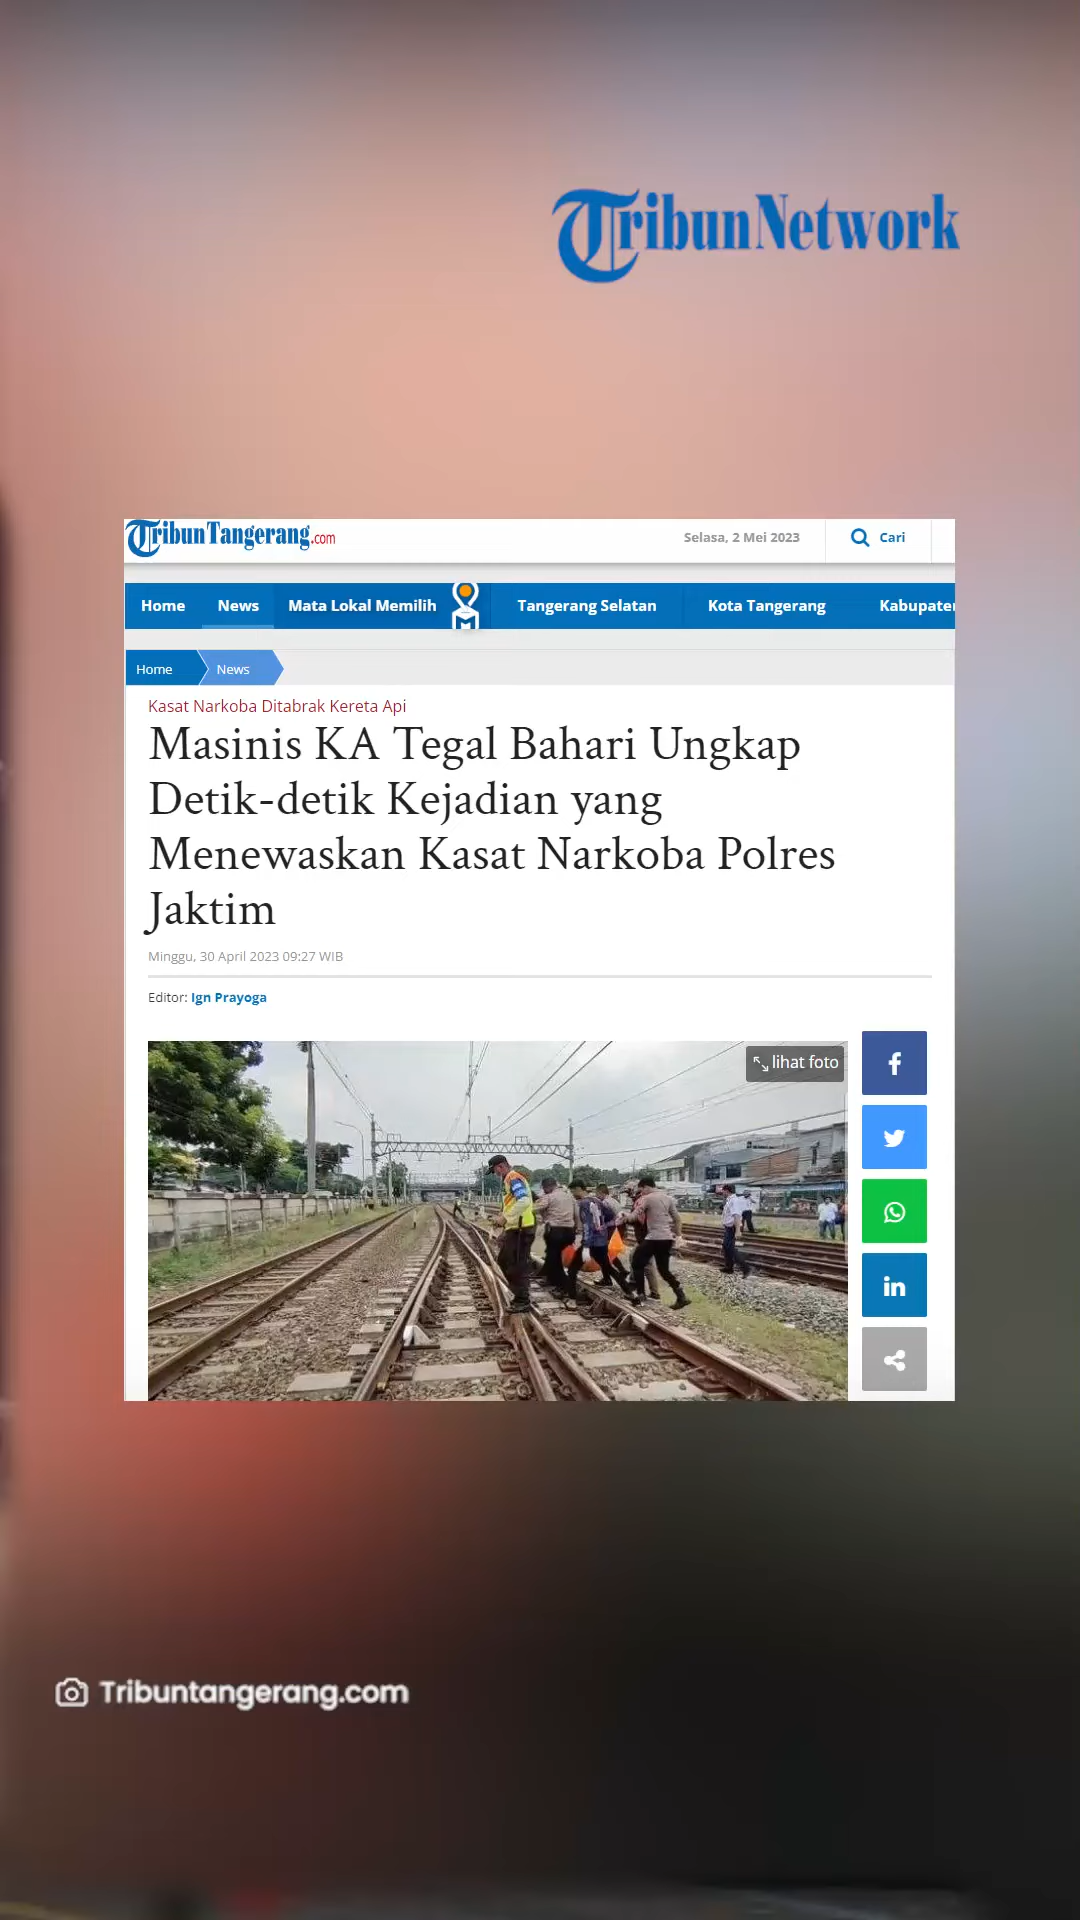 TribunNetwork
TribunTangerang.com
Selasa, 2 Mei 2023
Cari
Home News Mata Lokal Memilih Tangerang Selatan Kota Tangerang Kabupaten
Home News
Kasat Narkoba Ditabrak Kereta Api
Masinis KA Tegal Bahari Ungkap
Detik-detik Kejadian yang
Menewaskan Kasat Narkoba Polres
Jaktim
Minggu, 30 April 2023 09:27 WIB
Editor: Ign Prayoga
lihat foto
Tribuntangerang.com